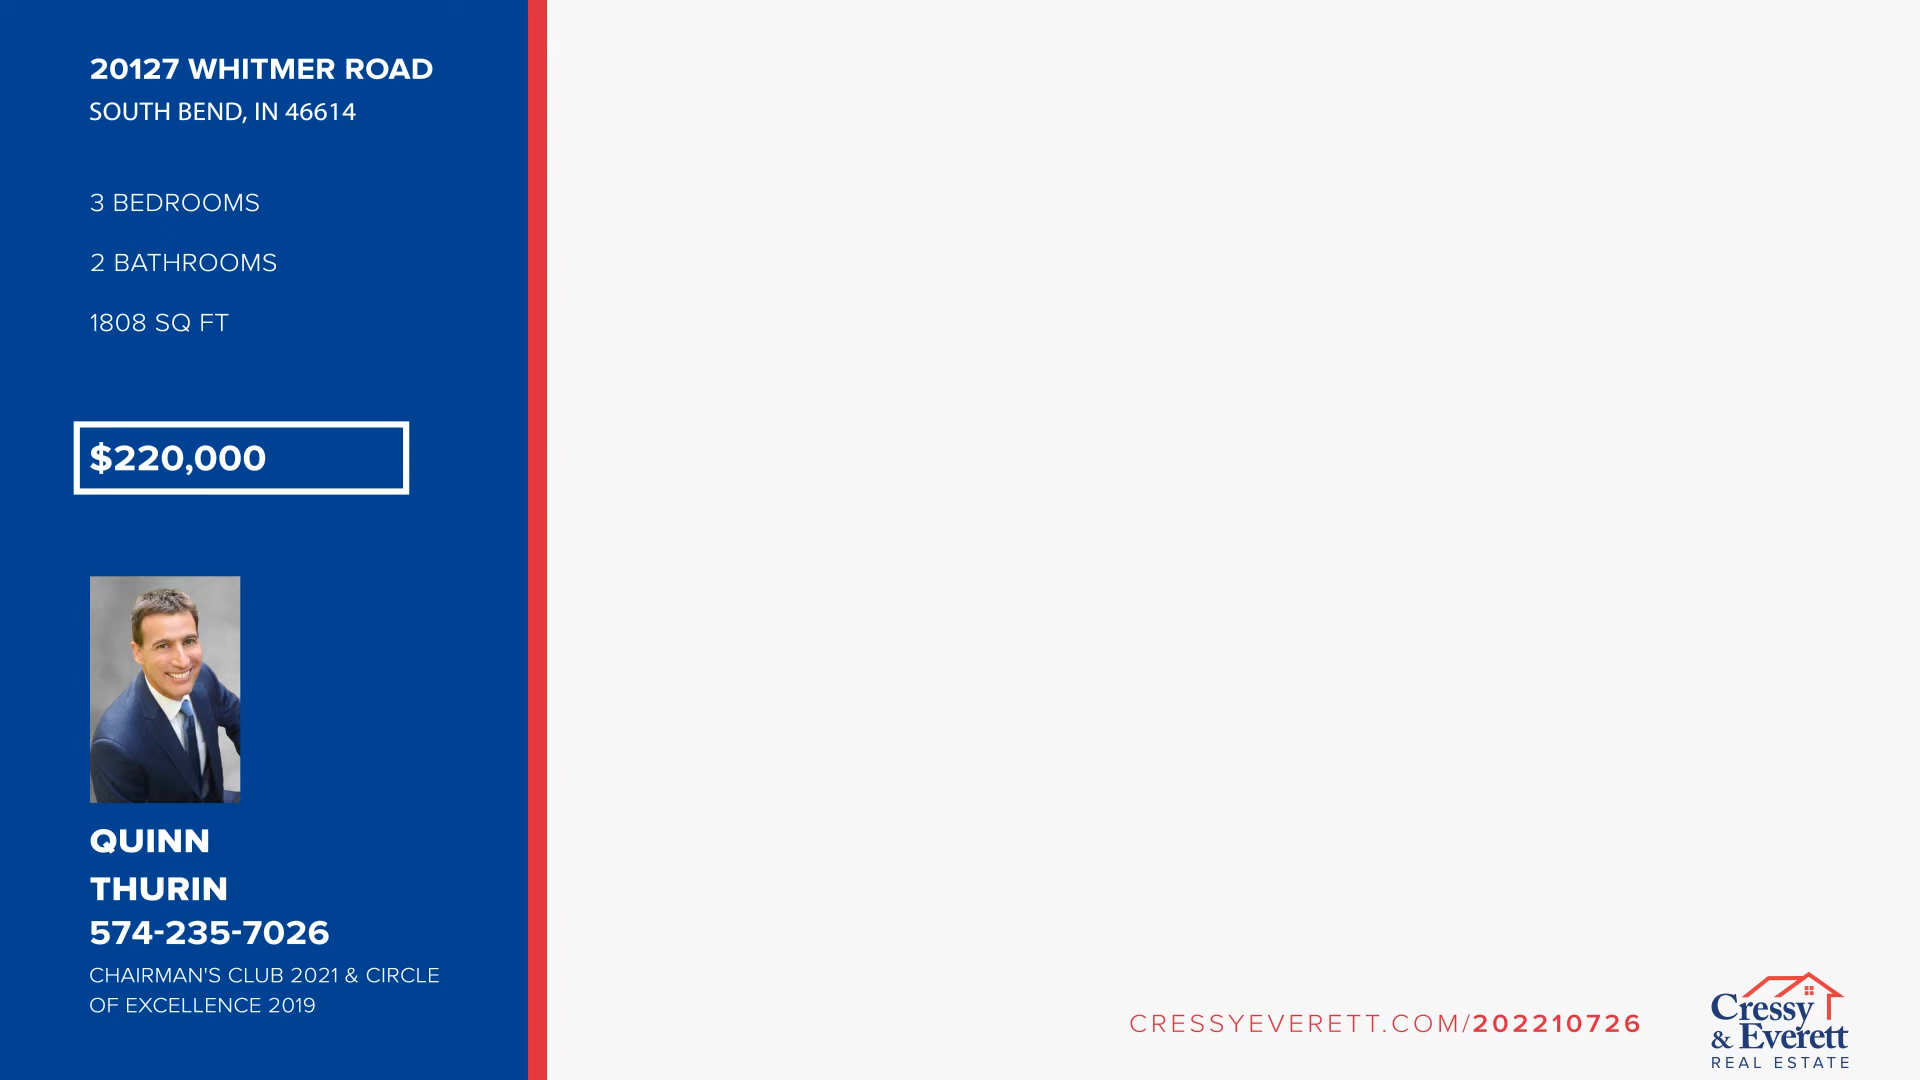 20127 WHITMER ROAD
SOUTH BEND, IN 46614
3 BEDROOMS
2 BATHROOMS
1808 SQ FT
$220,000
QUINN
THURIN
574-235-7026
CHAIRMAN'S CLUB 2021 & CIRCLE
OF EXCELLENCE 2019
CRESSYEVERETT.COM/202210726
Cressy
& Everett
REAL ESTATE